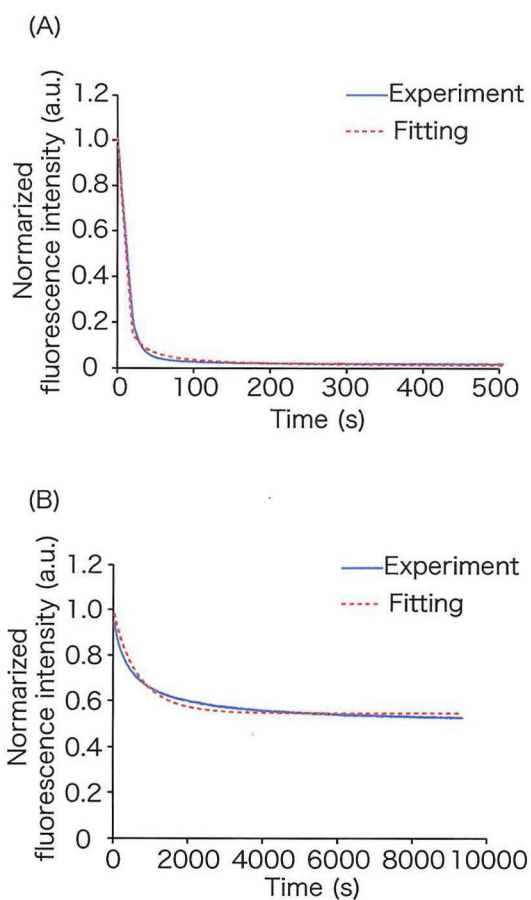 (A)
Normarized
fluorescence intensity (a.u.)
1.2
1.0
0.8
0.6
0.4
0.2
0
Experiment
Fitting
0 100 200 300 400 500
Time (s)
(B)
Normarized
fluorescence intensity (a.u.)
1.2
1.0
0.8
0.6
0.4
0.2
0
Experiment
Fitting
0 2000 4000 6000 8000 10000
Time (s)